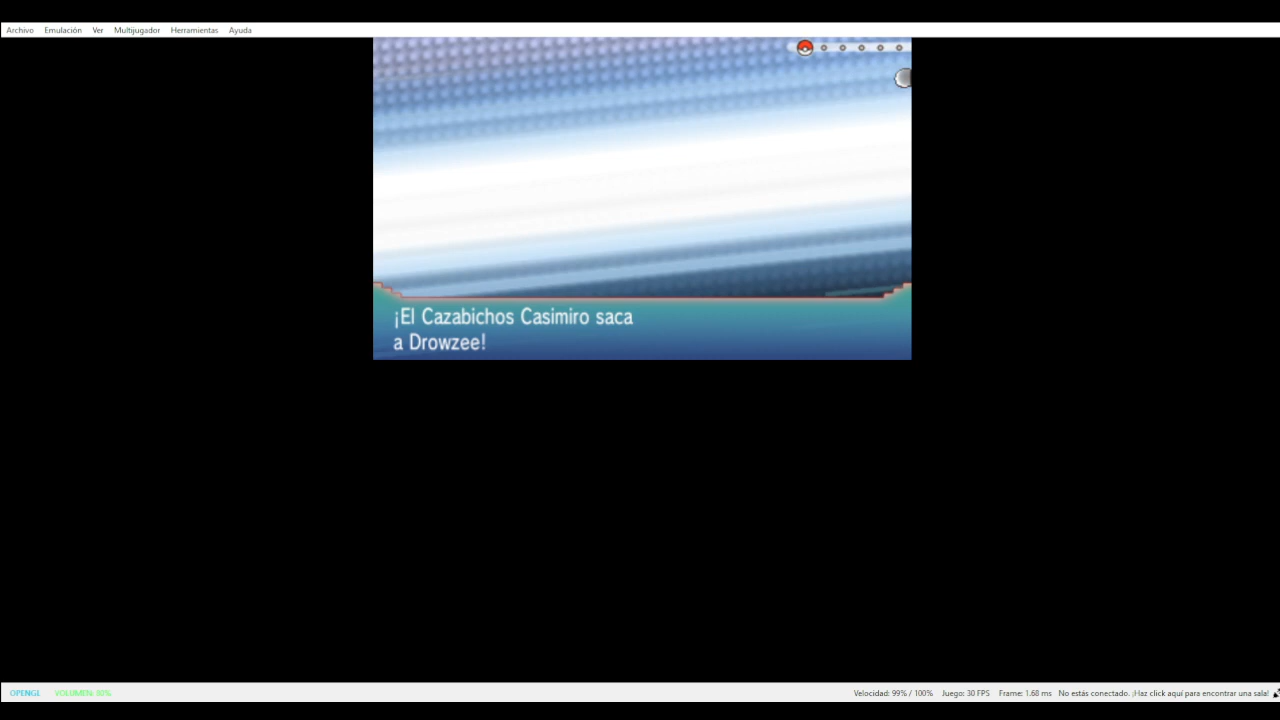 Archivo Emulación Ver Multijugador Herramientas Ayuda
¡El Cazabichos Casimiro saca
a Drowzee!
OPENGL VOLUMEN: 80% Velocidad: 99% / 100% Juego: 30 FPS Frame: 1.68 ms No estás conectado. ¡Haz click aquí para encontrar una sala!